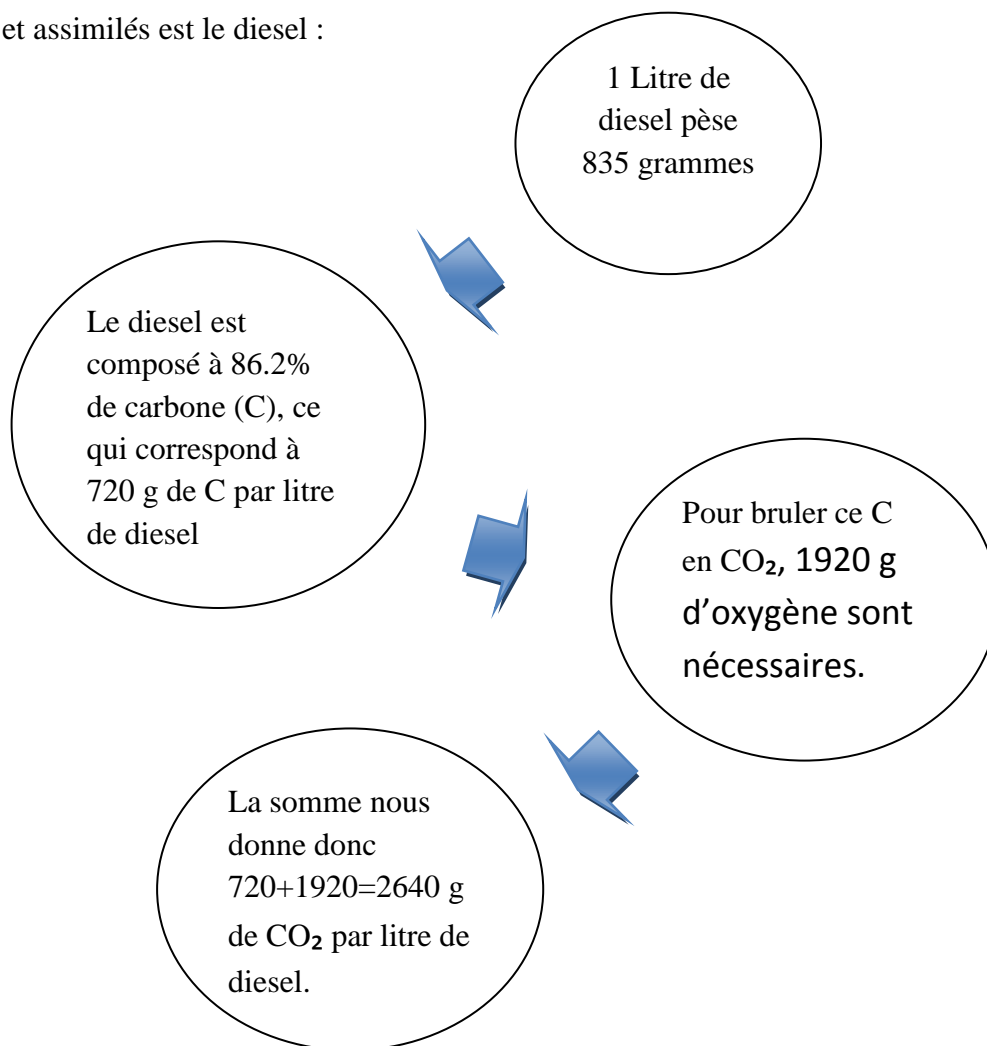 et assimilés est le diesel :
1 Litre de
diesel pèse
835 grammes
Le diesel est
composé à 86.2%
de carbone (C), ce
qui correspond à
720 g de C par litre
de diesel
Pour bruler ce C
en CO₂, 1920 g
d’oxygène sont
nécessaires.
La somme nous
donne donc
720+1920=2640 g
de CO₂ par litre de
diesel.